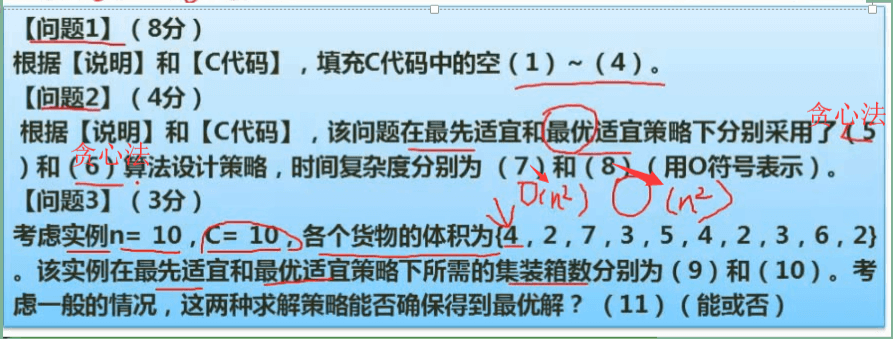 【问题1】（8分）
根据【说明】和【C代码】，填充C代码中的空（1）~（4）。
【问题2】（4分）
贪心法
根据【说明】和【C代码】，该问题在最先适宜和最优适宜策略下分别采用了（5
贪心法
）和（6）算法设计策略，时间复杂度分别为（7）和（8）（用O符号表示）。
【问题3】（3分）
O(n²) O(n²)
考虑实例n= 10，C= 10，各个货物的体积为{4，2，7，3，5，4，2，3，6，2}
。该实例在最先适宜和最优适宜策略下所需的集装箱数分别为（9）和（10）。考
虑一般的情况，这两种求解策略能否确保得到最优解？（11）（能或否）